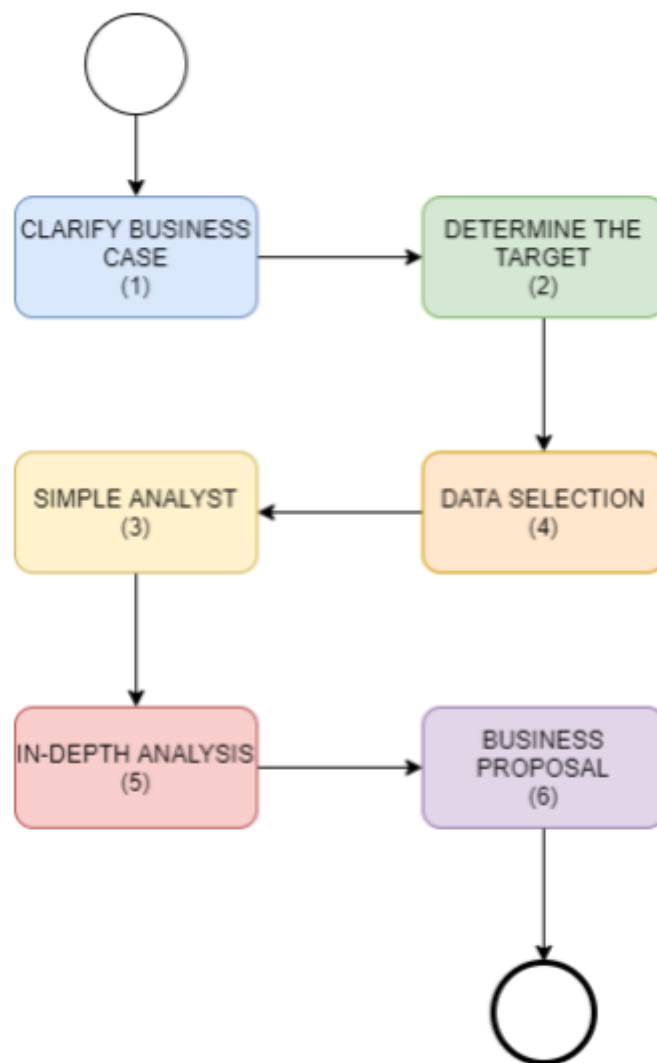 CLARIFY BUSINESS
CASE
(1)
DETERMINE THE
TARGET
(2)
SIMPLE ANALYST
(3)
DATA SELECTION
(4)
IN-DEPTH ANALYSIS
(5)
BUSINESS
PROPOSAL
(6)